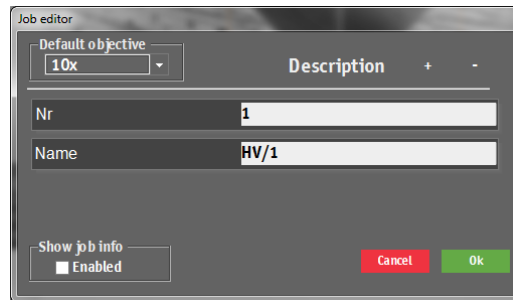 Job editor
Default objective
10x
Description + -
Nr 1
Name HV/1
Show job info
Enabled
Cancel Ok